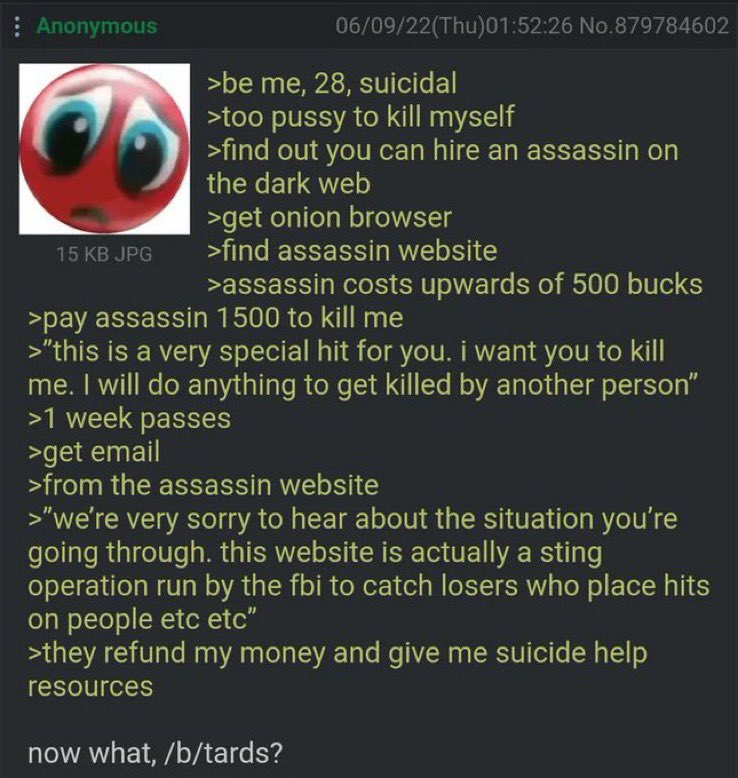 Anonymous 06/09/22(Thu)01:52:26 No.879784602
>be me, 28, suicidal
>too pussy to kill myself
>find out you can hire an assassin on
the dark web
>get onion browser
15 KB JPG
>find assassin website
>assassin costs upwards of 500 bucks
>pay assassin 1500 to kill me
>"this is a very special hit for you. i want you to kill
me. I will do anything to get killed by another person”
>1 week passes
>get email
>from the assassin website
>"we’re very sorry to hear about the situation you’re
going through. this website is actually a sting
operation run by the fbi to catch losers who place hits
on people etc etc”
>they refund my money and give me suicide help
resources
now what, /b/tards?